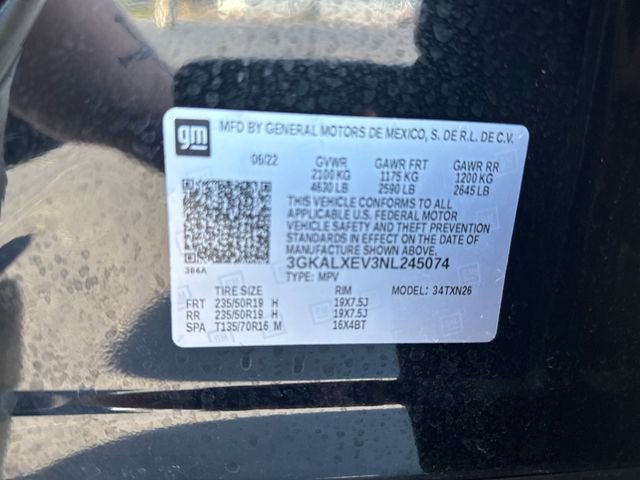 gm
MFD BY GENERAL MOTORS DE MEXICO, S. DE R.L. DE C.V.
06/22 GVWR GAWR FRT GAWR RR
2100 KG 1175 KG 1200 KG
4630 LB 2590 LB 2645 LB
THIS VEHICLE CONFORMS TO ALL
APPLICABLE U.S. FEDERAL MOTOR
VEHICLE SAFETY AND THEFT PREVENTION
STANDARDS IN EFFECT ON THE DATE OF
MANUFACTURE SHOWN ABOVE.
3GKALXEV3NL245074
384A
TYPE: MPV
TIRE SIZE RIM MODEL: 34TXN26
FRT 235/50R19 H 19X7.5J
RR 235/50R19 H 19X7.5J
SPA T135/70R16 M 16X4BT